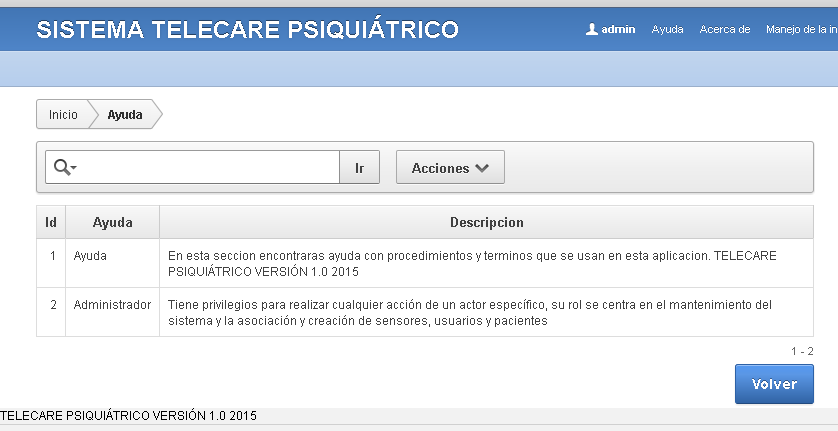 SISTEMA TELECARE PSIQUIÁTRICO
admin Ayuda Acerca de Manejo de la in
Inicio Ayuda
Ir Acciones
Id Ayuda Descripcion
1 Ayuda En esta seccion encontraras ayuda con procedimientos y terminos que se usan en esta aplicacion. TELECARE
PSIQUIÁTRICO VERSIÓN 1.0 2015
2 Administrador Tiene privilegios para realizar cualquier acción de un actor específico, su rol se centra en el mantenimiento del
sistema y la asociación y creación de sensores, usuarios y pacientes
1 - 2
Volver
TELECARE PSIQUIÁTRICO VERSIÓN 1.0 2015